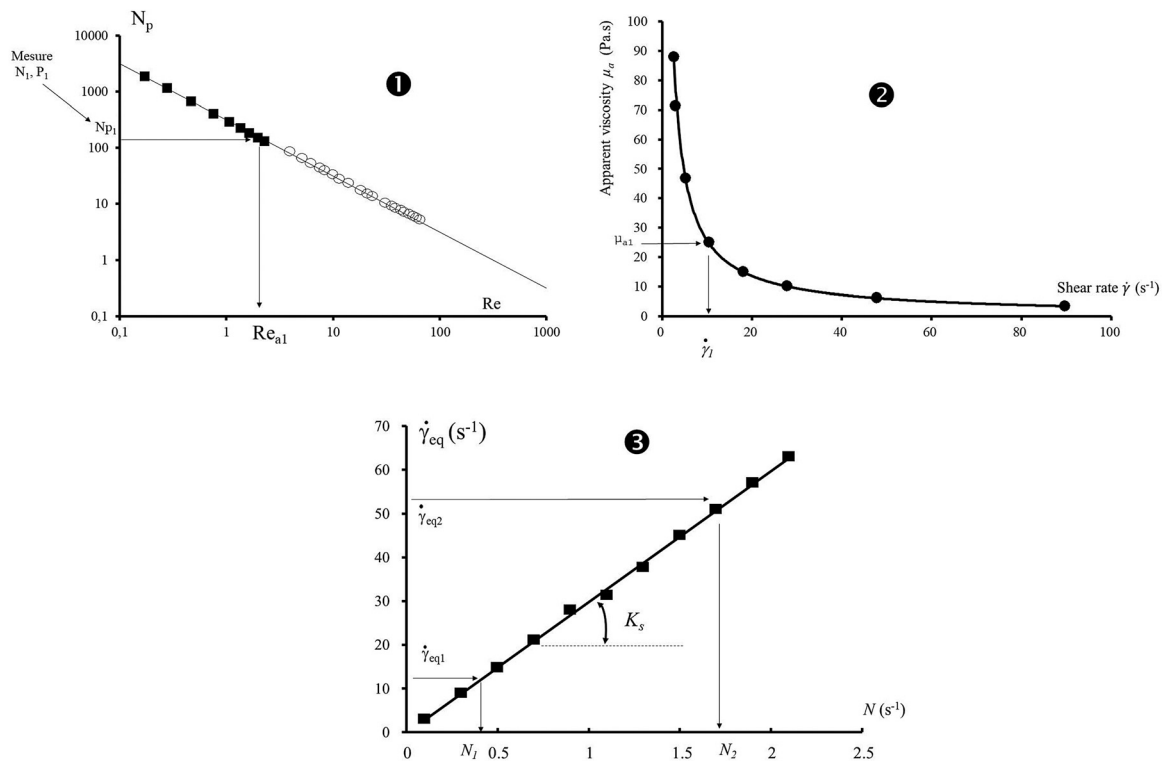 Np
❶
10000
Mesure
N1, P1
1000
Np1
100
10
1
0,1
Re
0,1
1
10
100
1000
Rea1
Apparent viscosity μa (Pa.s)
❷
100
90
80
70
60
50
40
30
μa1
20
10
0
Shear rate γ̇ (s-1)
0
20
40
60
80
100
γ̇1
γ̇eq (s-1)
❸
70
60
50
γ̇eq2
40
30
Ks
20
γ̇eq1
10
0
N (s-1)
0
N1
0.5
1
1.5
N2
2
2.5